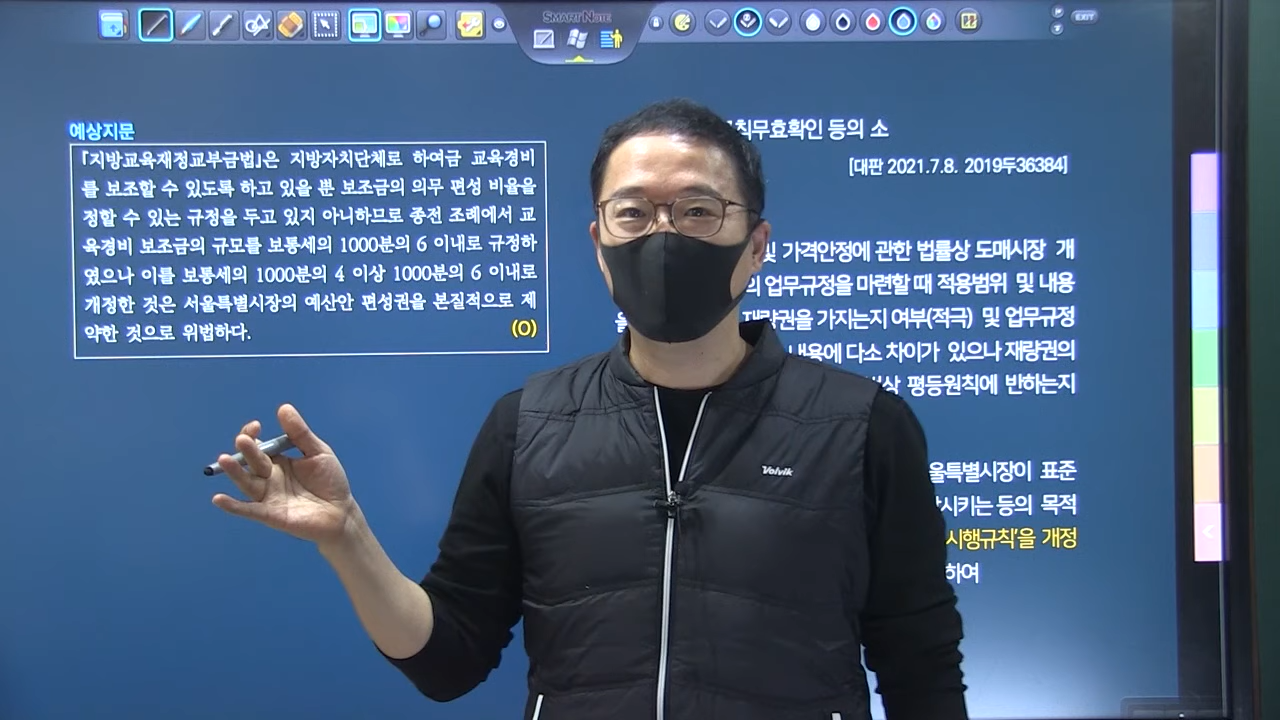 SMART NOTE
EXIT
예상지문
「지방교육재정교부금법」은 지방자치단체로 하여금 교육경비
를 보조할 수 있도록 하고 있을 뿐 보조금의 의무 편성 비율을
정할 수 있는 규정을 두고 있지 아니하므로 종전 조례에서 교
육경비 보조금의 규모를 보통세의 1000분의 6 이내로 규정하
였으나 이를 보통세의 1000분의 4 이상 1000분의 6 이내로
개정한 것은 서울특별시장의 예산안 편성권을 본질적으로 제
약한 것으로 위법하다.
(O)
칙무효확인 등의 소
[대판 2021.7.8. 2019두36384]
및 가격안정에 관한 법률상 도매시장 개
의 업무규정을 마련할 때 적용범위 및 내용
을 재량권을 가지는지 여부(적극) 및 업무규정
내용에 다소 차이가 있으나 재량권의
상 평등원칙에 반하는지
울특별시장이 표준
시키는 등의 목적
시행규칙'을 개정
하여
Volvik